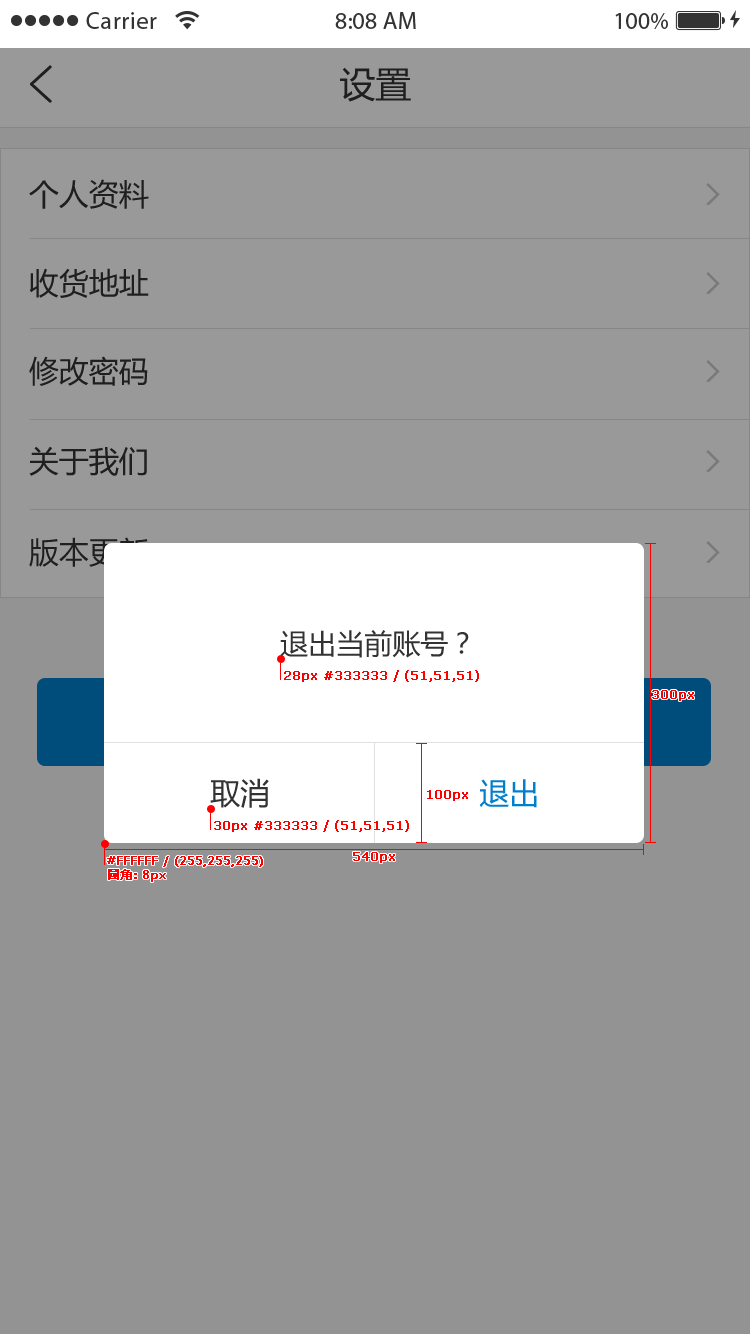 Carrier 8:08 AM 100%
设置
个人资料
收货地址
修改密码
关于我们
版本更新
退出当前账号？
28px #333333 / (51,51,51)
300px
取消
100px
退出
30px #333333 / (51,51,51)
540px
#FFFFFF / (255,255,255)
圆角: 8px